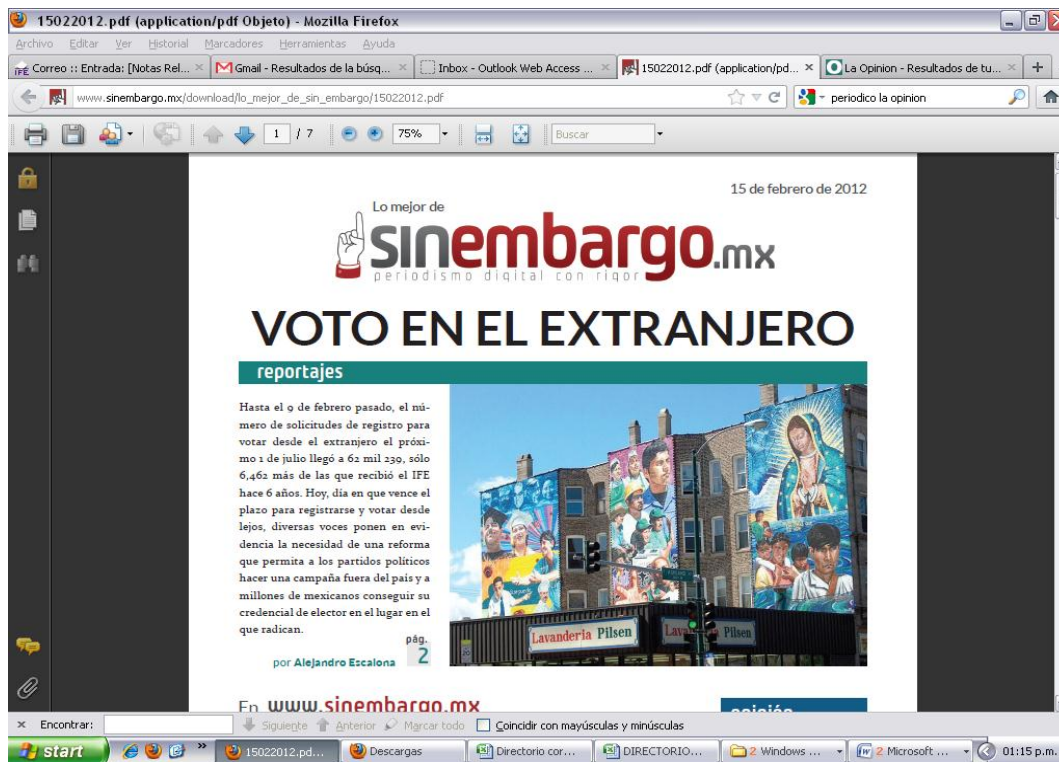 15022012.pdf (application/pdf Objeto) - Mozilla Firefox
Archivo Editar Ver Historial Marcadores Herramientas Ayuda
IFE Correo :: Entrada: [Notas Rel... Gmail - Resultados de la búsq... Inbox - Outlook Web Access ... 15022012.pdf (application/pd... La Opinion - Resultados de tu...
www.sinembargo.mx/download/lo_mejor_de_sin_embargo/15022012.pdf periodico la opinion
1 / 7 75% Buscar
15 de febrero de 2012
Lo mejor de
sinembargo.mx
periodismo digital con rigor
VOTO EN EL EXTRANJERO
reportajes
Hasta el 9 de febrero pasado, el nú-
mero de solicitudes de registro para
votar desde el extranjero el próxi-
mo 1 de julio llegó a 62 mil 239, sólo
6,462 más de las que recibió el IFE
hace 6 años. Hoy, día en que vence el
plazo para registrarse y votar desde
lejos, diversas voces ponen en evi-
dencia la necesidad de una reforma
que permita a los partidos políticos
hacer una campaña fuera del país y a
millones de mexicanos conseguir su
credencial de elector en el lugar en el
que radican.
pág.
por Alejandro Escalona 2
Lavandería Pilsen
Pilsen
En www.sinembargo.mx
opinión
Encontrar: Siguiente Anterior Marcar todo Coincidir con mayúsculas y minúsculas
start 15022012.pd... Descargas Directorio cor... DIRECTORIO... 2 Windows ... 2 Microsoft ... 01:15 p.m.